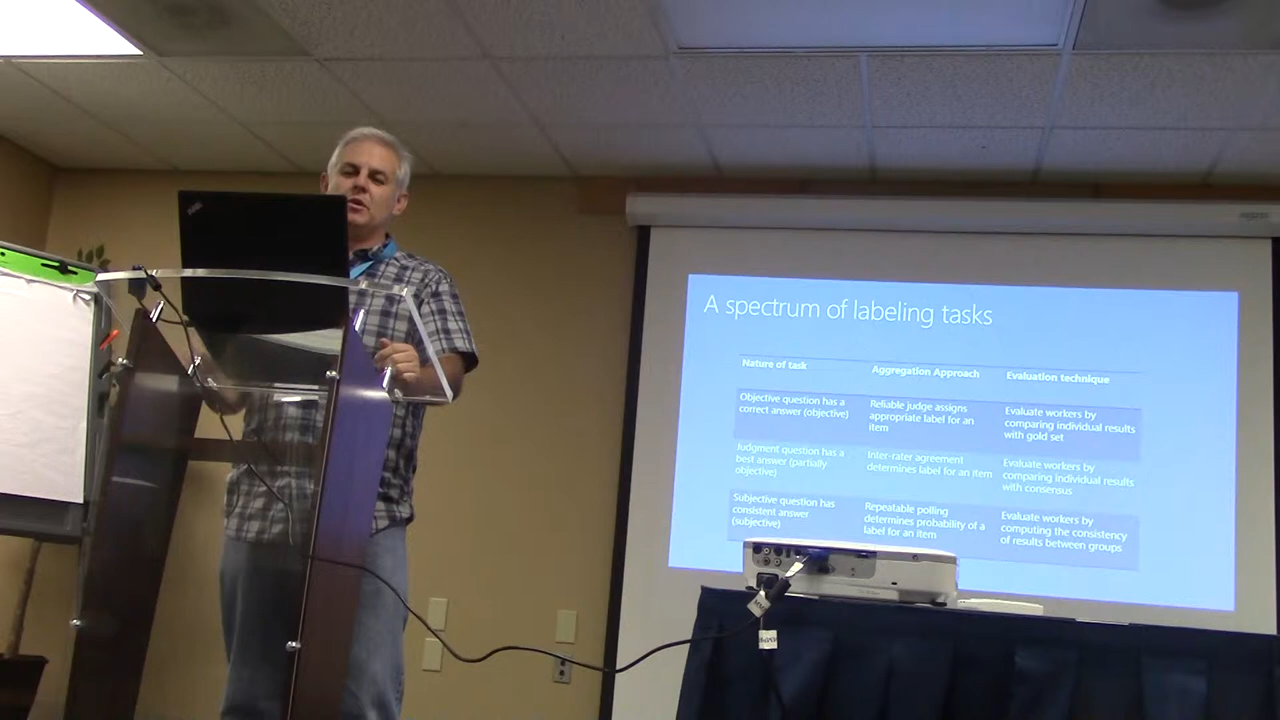 A spectrum of labeling tasks
Nature of task
Aggregation Approach
Evaluation technique
Objective question has a
correct answer (objective)
Reliable judge assigns
appropriate label for an
item
Evaluate workers by
comparing individual results
with gold set
Judgment question has a
best answer (partially
objective)
Inter-rater agreement
determines label for an item
Evaluate workers by
comparing individual results
with consensus
Subjective question has
consistent answer
(subjective)
Repeatable polling
determines probability of a
label for an item
Evaluate workers by
computing the consistency
of results between groups